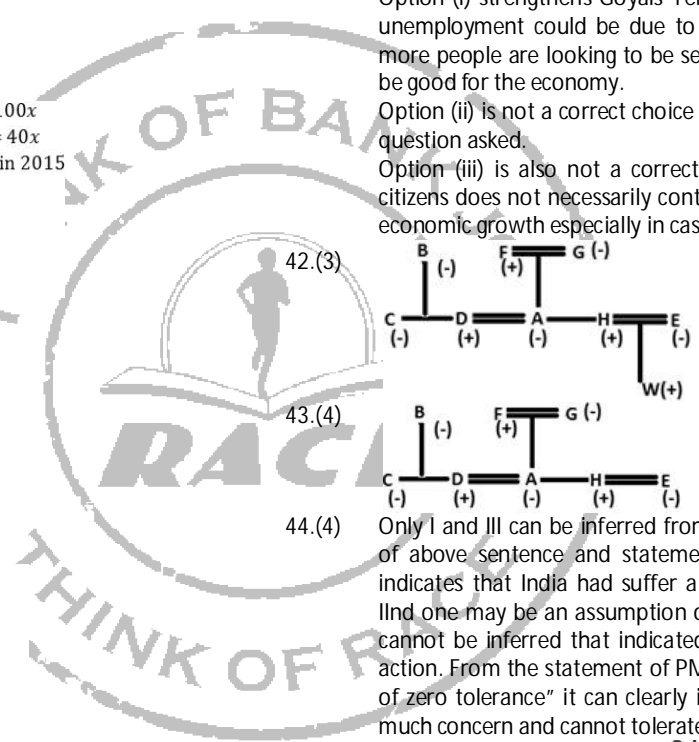 100x
= 40x
in 2015
unemployment could be due to
more people are looking to be se
be good for the economy.
Option (ii) is not a correct choice
question asked.
Option (iii) is also not a correct
citizens does not necessarily cont
economic growth especially in cas
42.(3)
B
(-)
F
(+)
G (-)
C
(-)
D
(+)
A
(-)
H
(+)
E
(-)
W(+)
43.(4)
B
(-)
F
(+)
G (-)
C
(-)
D
(+)
A
(-)
H
(+)
E
(-)
44.(4)
Only I and III can be inferred fron
of above sentence and stateme
indicates that India had suffer a
IInd one may be an assumption o
cannot be inferred that indicated
action. From the statement of PM
of zero tolerance" it can clearly i
much concern and cannot tolerate
THINK OF BANK J
RACE
THINK OF RACE